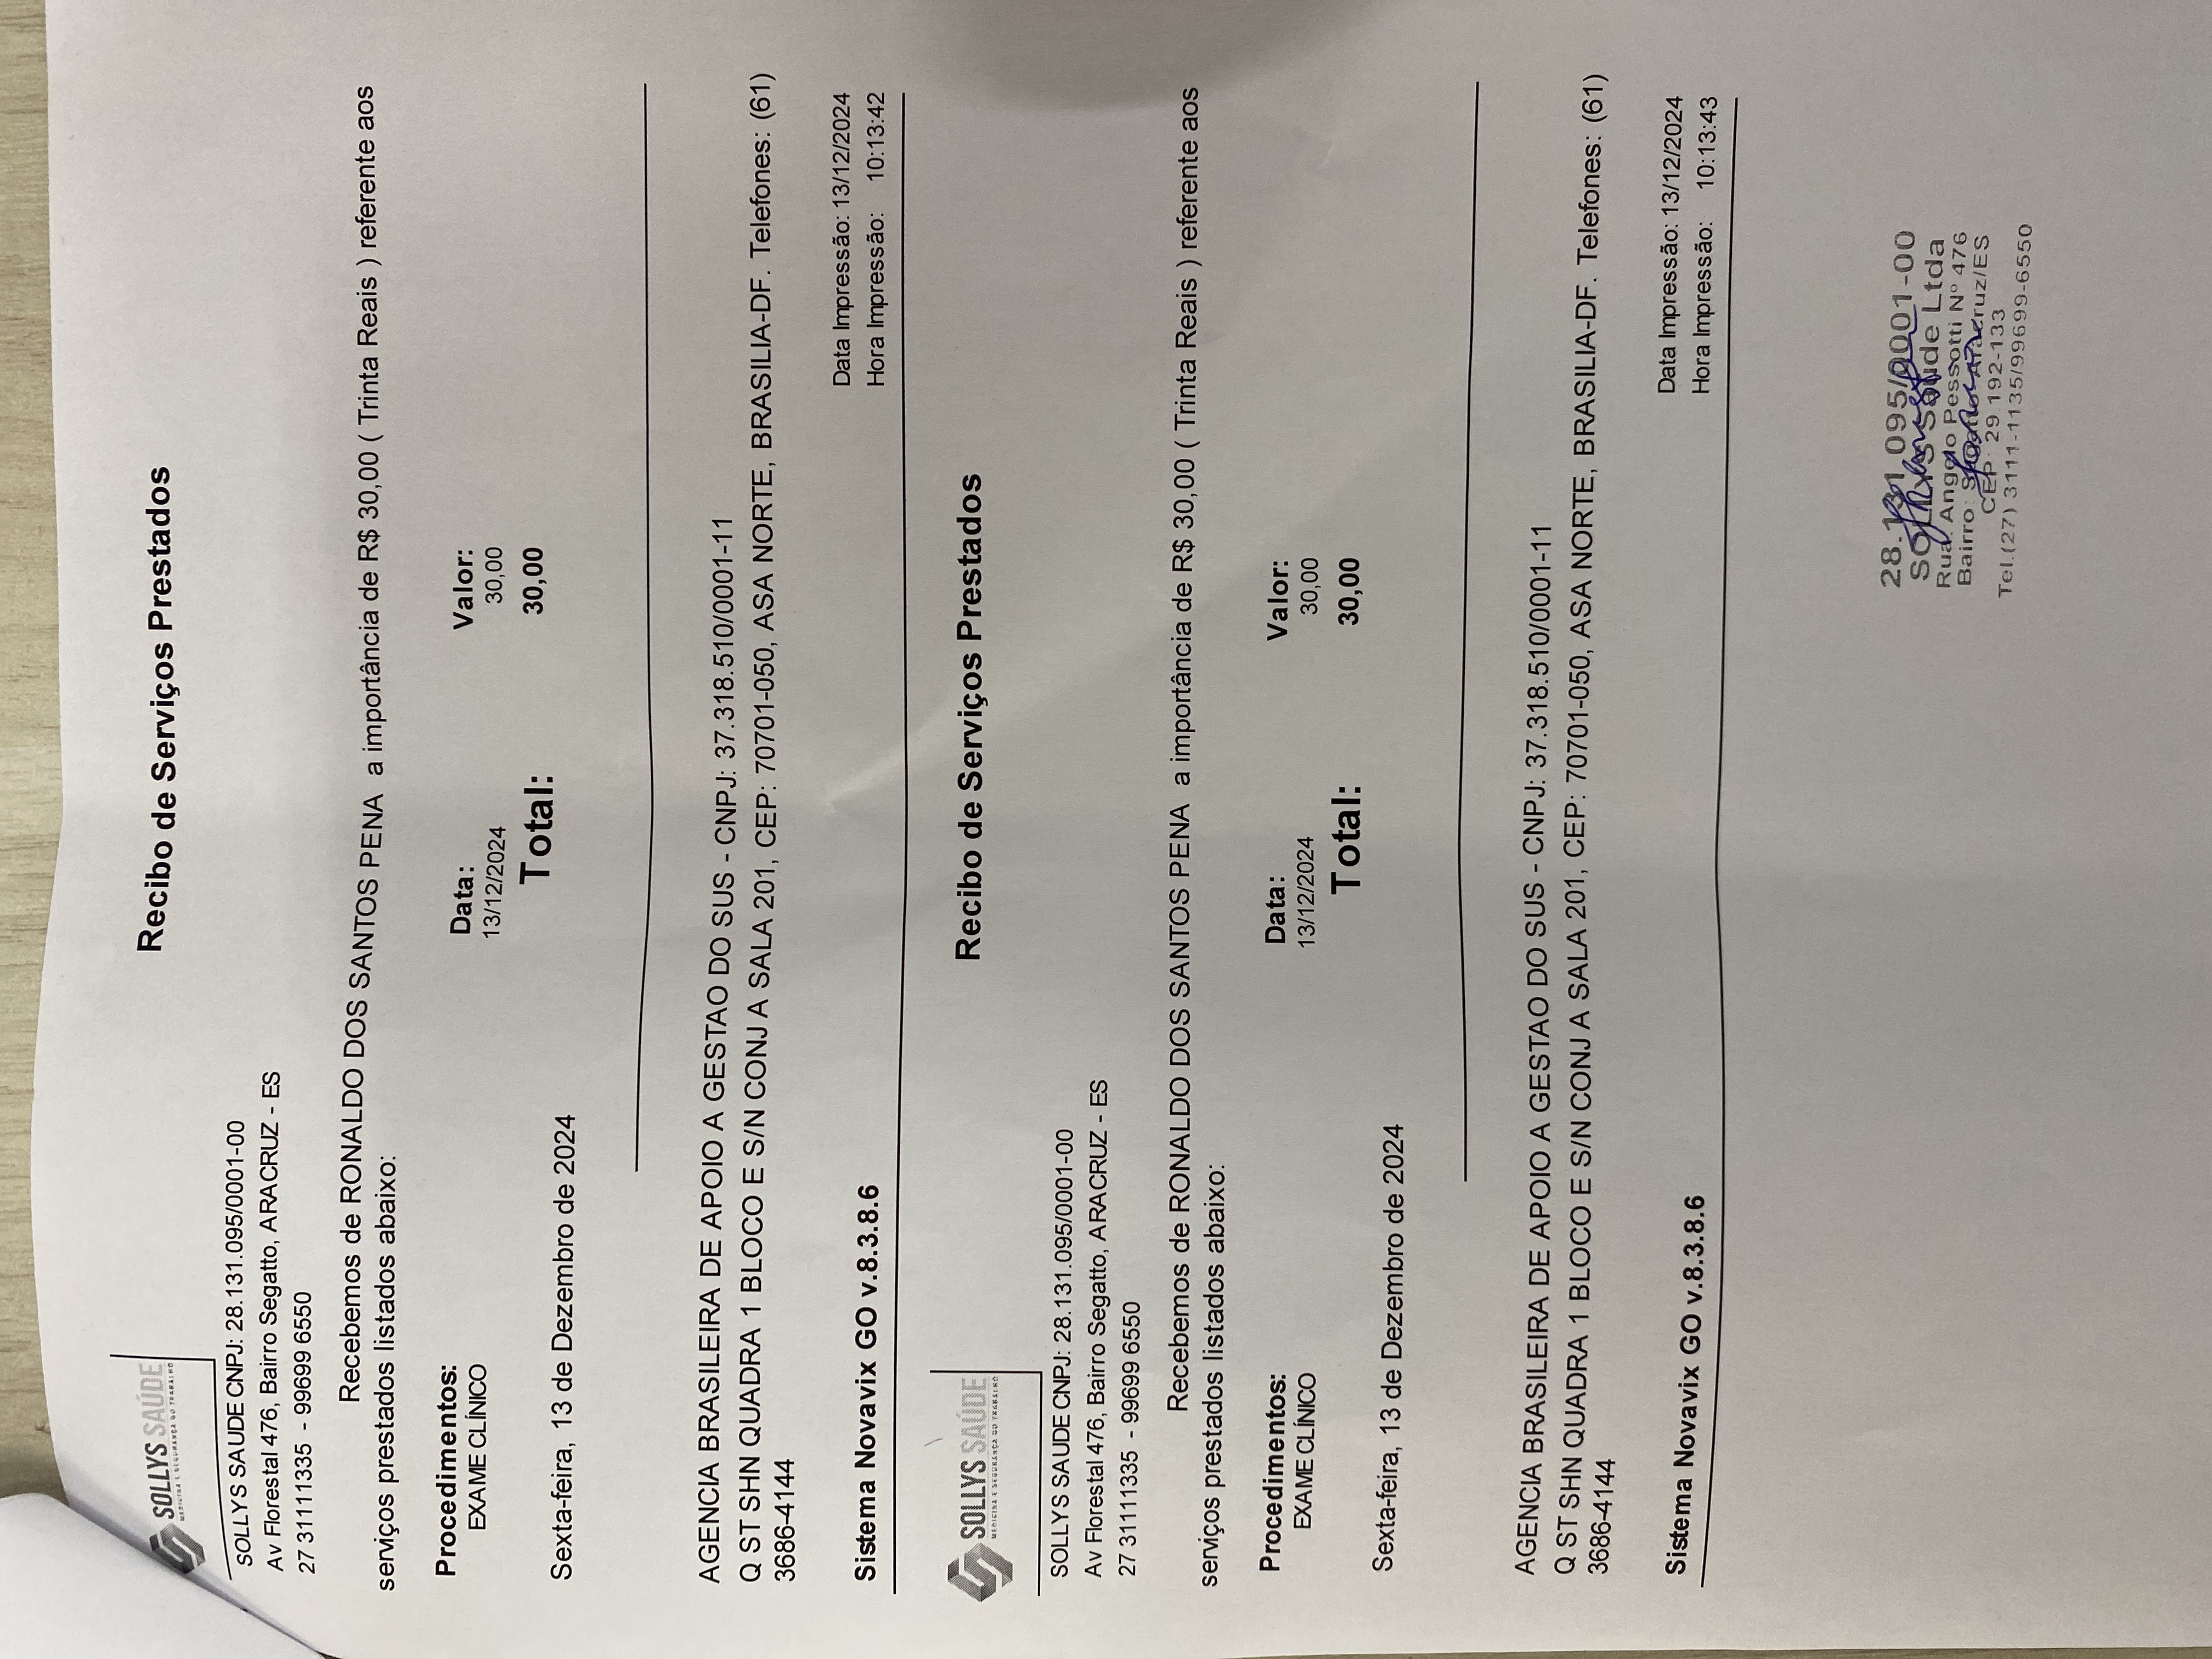 SOLLYS SAÚDE
MEDICINA E SEGURANÇA DO TRABALHO
Recibo de Serviços Prestados
SOLLYS SAUDE CNPJ: 28.131.095/0001-00
Av Florestal 476, Bairro Segatto, ARACRUZ - ES
27 31111335 - 99699 6550
Recebemos de RONALDO DOS SANTOS PENA a importância de R$ 30,00 ( Trinta Reais ) referente aos
serviços prestados listados abaixo:
Procedimentos: Data: Valor:
EXAME CLÍNICO 13/12/2024 30,00
Total: 30,00
Sexta-feira, 13 de Dezembro de 2024
AGENCIA BRASILEIRA DE APOIO A GESTAO DO SUS - CNPJ: 37.318.510/0001-11
Q ST SHN QUADRA 1 BLOCO E S/N CONJ A SALA 201, CEP: 70701-050, ASA NORTE, BRASILIA-DF. Telefones: (61)
3686-4144
Data Impressão: 13/12/2024
Sistema Novavix GO v.8.3.8.6
Hora Impressão: 10:13:42
SOLLYS SAÚDE
MEDICINA E SEGURANÇA DO TRABALHO
Recibo de Serviços Prestados
SOLLYS SAUDE CNPJ: 28.131.095/0001-00
Av Florestal 476, Bairro Segatto, ARACRUZ - ES
27 31111335 - 99699 6550
Recebemos de RONALDO DOS SANTOS PENA a importância de R$ 30,00 ( Trinta Reais ) referente aos
serviços prestados listados abaixo:
Procedimentos: Data: Valor:
EXAME CLÍNICO 13/12/2024 30,00
Total: 30,00
Sexta-feira, 13 de Dezembro de 2024
AGENCIA BRASILEIRA DE APOIO A GESTAO DO SUS - CNPJ: 37.318.510/0001-11
Q ST SHN QUADRA 1 BLOCO E S/N CONJ A SALA 201, CEP: 70701-050, ASA NORTE, BRASILIA-DF. Telefones: (61)
3686-4144
Data Impressão: 13/12/2024
Sistema Novavix GO v.8.3.8.6
Hora Impressão: 10:13:43
28.131.095/0001-00
SOLLYS Saúde Ltda
Rua: Angelo Pessotti Nº 476
Bairro: Segatto-Aracruz/ES
CEP: 29 192-133
Tel.(27) 3111-1135/99699-6550